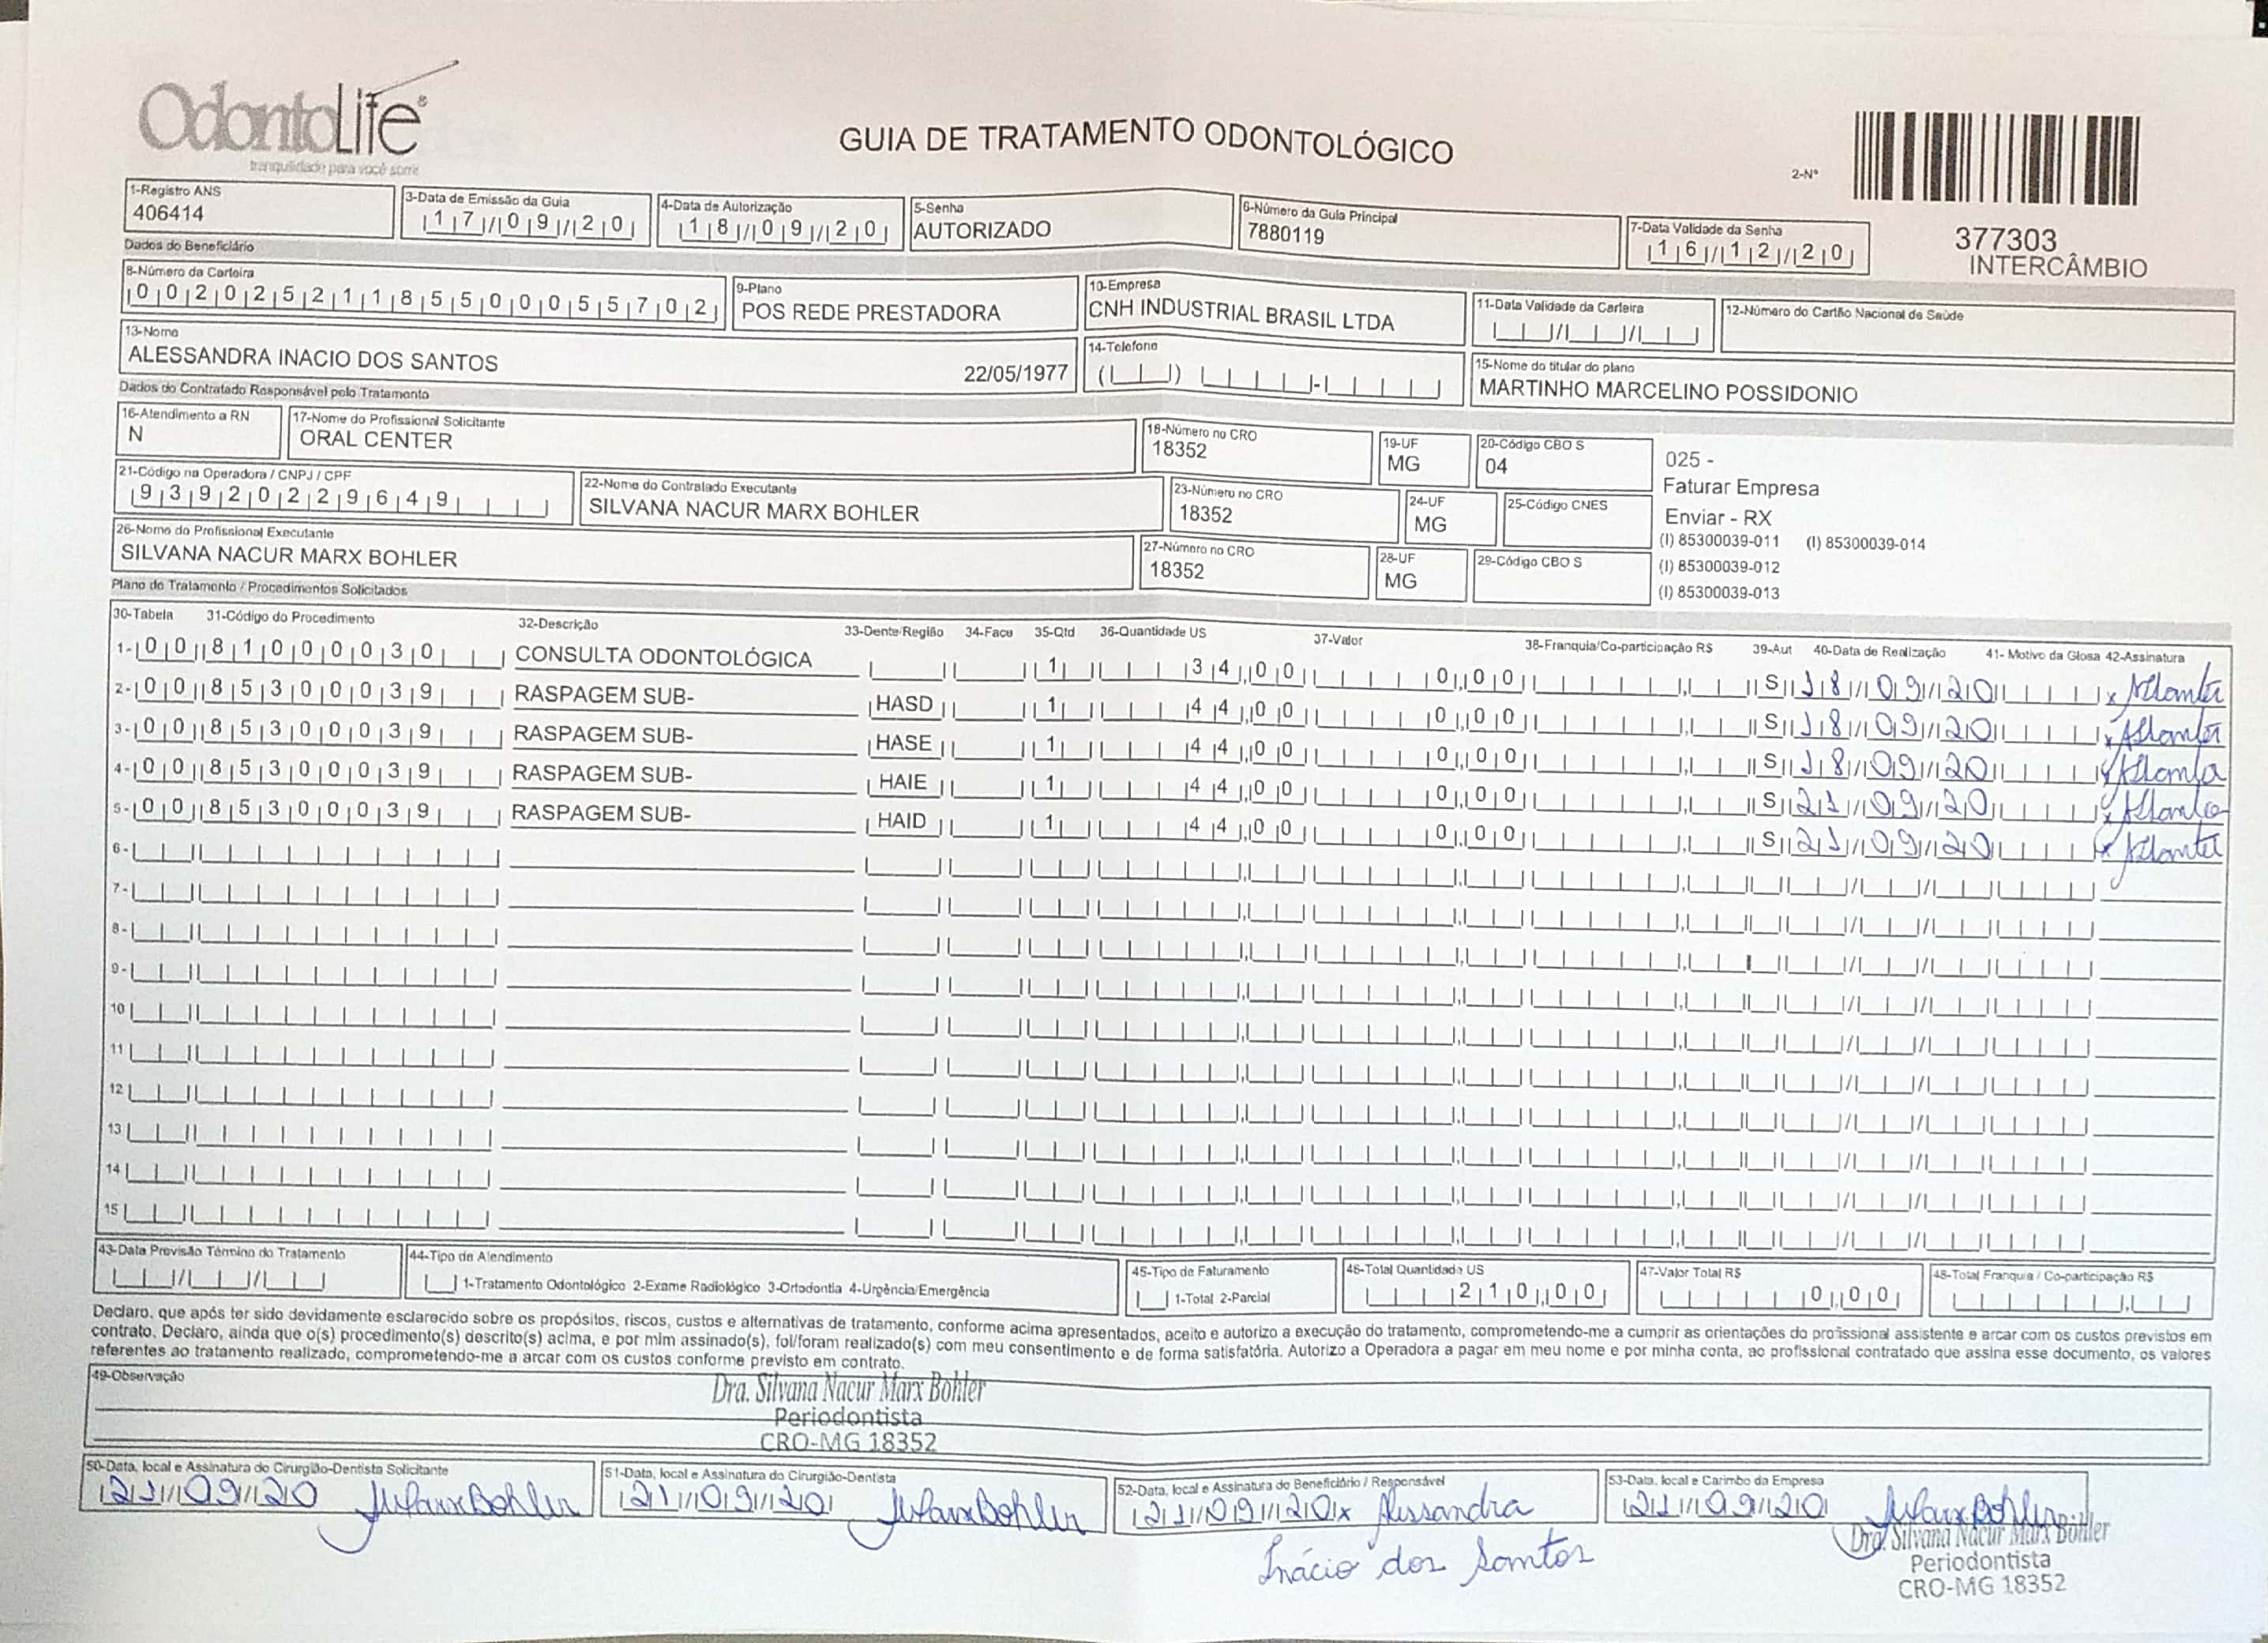 OdontoLife®
tranquilidade para você sorrir
GUIA DE TRATAMENTO ODONTOLÓGICO
2-Nº
377303
INTERCÂMBIO
1-Registro ANS
406414
3-Data de Emissão da Guia
17/09/20
4-Data de Autorização
18/09/20
5-Senha
AUTORIZADO
6-Número da Guia Principal
7880119
7-Data Validade da Senha
16/12/20
Dados do Beneficiário
8-Número da Carteira
00202521185500055702
9-Plano
POS REDE PRESTADORA
10-Empresa
CNH INDUSTRIAL BRASIL LTDA
11-Data Validade da Carteira
12-Número do Cartão Nacional de Saúde
13-Nome
ALESSANDRA INACIO DOS SANTOS 22/05/1977
14-Telefone
15-Nome do titular do plano
MARTINHO MARCELINO POSSIDONIO
Dados do Contratado Responsável pelo Tratamento
16-Atendimento a RN
N
17-Nome do Profissional Solicitante
ORAL CENTER
18-Número no CRO
18352
19-UF
MG
20-Código CBO S
04
025 -
Faturar Empresa
Enviar - RX
(I) 85300039-011 (I) 85300039-014
(I) 85300039-012
(I) 85300039-013
21-Código na Operadora / CNPJ / CPF
93920229649
22-Nome do Contratado Executante
SILVANA NACUR MARX BOHLER
23-Número no CRO
18352
24-UF
MG
25-Código CNES
26-Nome do Profissional Executante
SILVANA NACUR MARX BOHLER
27-Número no CRO
18352
28-UF
MG
29-Código CBO S
Plano de Tratamento / Procedimentos Solicitados
30-Tabela 31-Código do Procedimento 32-Descrição 33-Dente/Região 34-Face 35-Qtd 36-Quantidade US 37-Valor 38-Franquia/Co-participação R$ 39-Aut 40-Data de Realização 41- Motivo da Glosa 42-Assinatura
1- 00 81000030 CONSULTA ODONTOLÓGICA 1 34,00 0,00 S 18/09/20 x
2- 00 85300039 RASPAGEM SUB- HASD 1 44,00 0,00 S 18/09/20 x
3- 00 85300039 RASPAGEM SUB- HASE 1 44,00 0,00 S 18/09/20 x
4- 00 85300039 RASPAGEM SUB- HAIE 1 44,00 0,00 S 21/09/20 x
5- 00 85300039 RASPAGEM SUB- HAID 1 44,00 0,00 S 21/09/20 x
6-
7-
8-
9-
10
11
12
13
14
15
43-Data Previsão Término do Tratamento
44-Tipo de Atendimento
1-Tratamento Odontológico 2-Exame Radiológico 3-Ortodontia 4-Urgência/Emergência
45-Tipo de Faturamento
1-Total 2-Parcial
46-Total Quantidade US
210,00
47-Valor Total R$
0,00
48-Total Franquia / Co-participação R$
Declaro, que após ter sido devidamente esclarecido sobre os propósitos, riscos, custos e alternativas de tratamento, conforme acima apresentados, aceito e autorizo a execução do tratamento, comprometendo-me a cumprir as orientações do profissional assistente e arcar com os custos previstos em
contrato. Declaro, ainda que o(s) procedimento(s) descrito(s) acima, e por mim assinado(s), foi/foram realizado(s) com meu consentimento e de forma satisfatória. Autorizo a Operadora a pagar em meu nome e por minha conta, ao profissional contratado que assina esse documento, os valores
referentes ao tratamento realizado, comprometendo-me a arcar com os custos conforme previsto em contrato.
49-Observação
Dra. Silvana Nacur Marx Bohler
Periodontista
CRO-MG 18352
50-Data, local e Assinatura do Cirurgião-Dentista Solicitante
21/09/20
51-Data, local e Assinatura do Cirurgião-Dentista
21/09/20
52-Data, local e Assinatura do Beneficiário / Responsável
21/09/20 x Alessandra
Inácio dos Santos
53-Data, local e Carimbo da Empresa
21/09/20
Dra. Silvana Nacur Marx Bohler
Periodontista
CRO-MG 18352